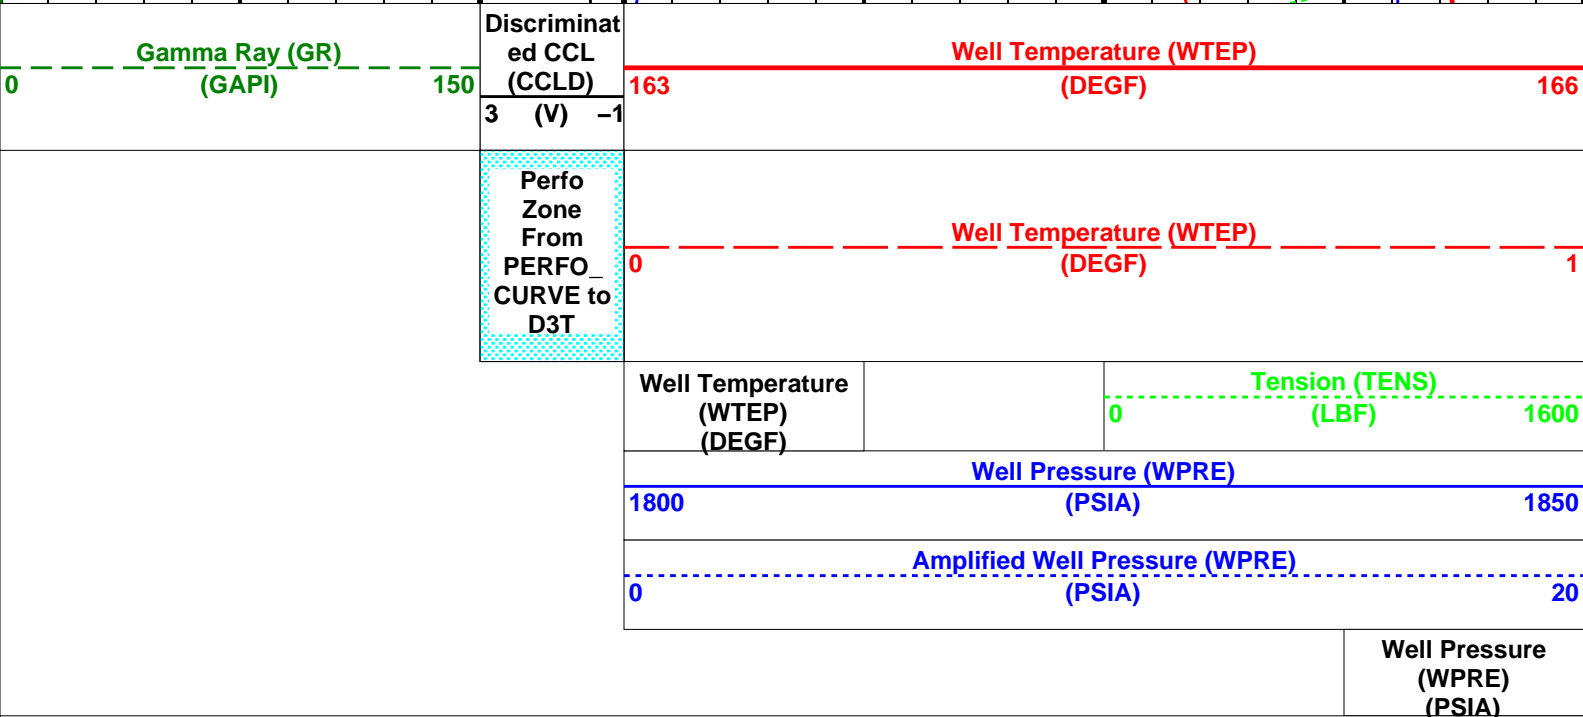 Gamma Ray (GR)
0 (GAPI) 150
Discriminat
ed CCL
(CCLD)
3 (V) −1
Well Temperature (WTEP)
163 (DEGF) 166
Perfo
Zone
From
PERFO_
CURVE to
D3T
Well Temperature (WTEP)
0 (DEGF) 1
Well Temperature
(WTEP)
(DEGF)
Tension (TENS)
0 (LBF) 1600
Well Pressure (WPRE)
1800 (PSIA) 1850
Amplified Well Pressure (WPRE)
0 (PSIA) 20
Well Pressure
(WPRE)
(PSIA)